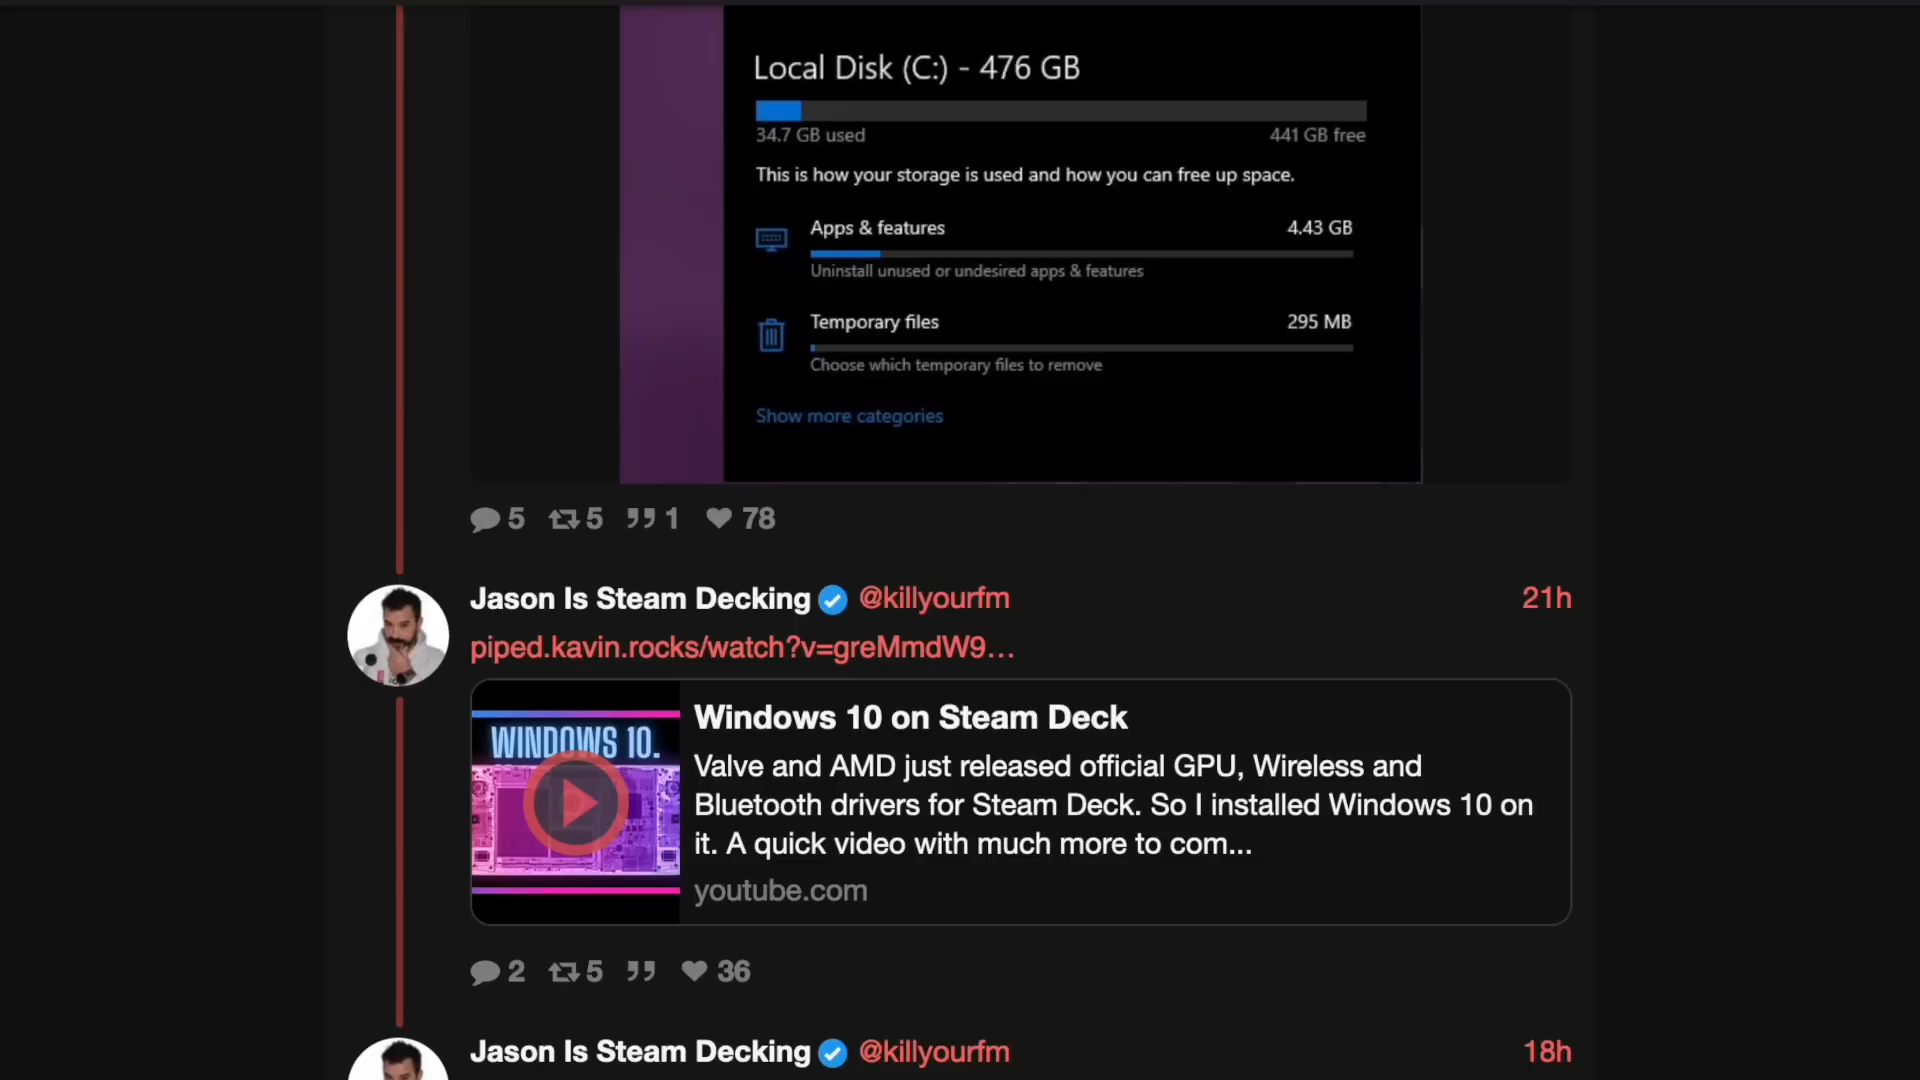 Local Disk (C:) - 476 GB
34.7 GB used 441 GB free
This is how your storage is used and how you can free up space.
Apps & features 4.43 GB
Uninstall unused or undesired apps & features
Temporary files 295 MB
Choose which temporary files to remove
Show more categories
5 5 1 78
Jason Is Steam Decking @killyourfm 21h
piped.kavin.rocks/watch?v=greMmdW9...
WINDOWS 10.
Windows 10 on Steam Deck
Valve and AMD just released official GPU, Wireless and
Bluetooth drivers for Steam Deck. So I installed Windows 10 on
it. A quick video with much more to com...
youtube.com
2 5 36
Jason Is Steam Decking @killyourfm 18h